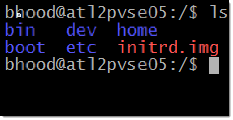 bhood@atl2pvse05:/$ ls
bin dev home
boot etc initrd.img
bhood@atl2pvse05:/$